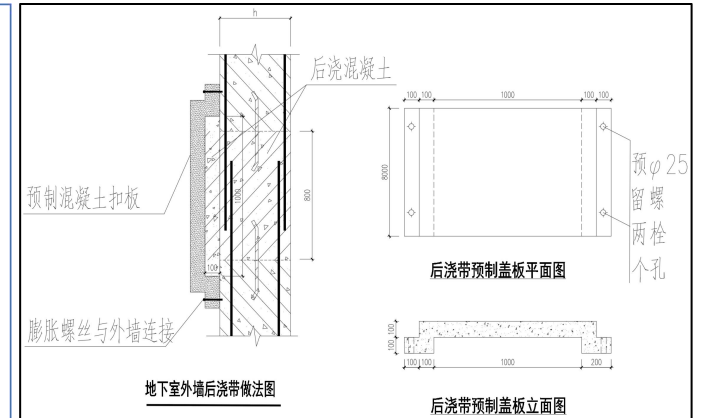 h
后浇混凝土
预制混凝土扣板
1000
800
100
膨胀螺丝与外墙连接
地下室外墙后浇带做法图
100 100 1000 100 100
8000
预φ25
留螺
两栓
个孔
后浇带预制盖板平面图
100
100
100 100 1000 200
后浇带预制盖板立面图